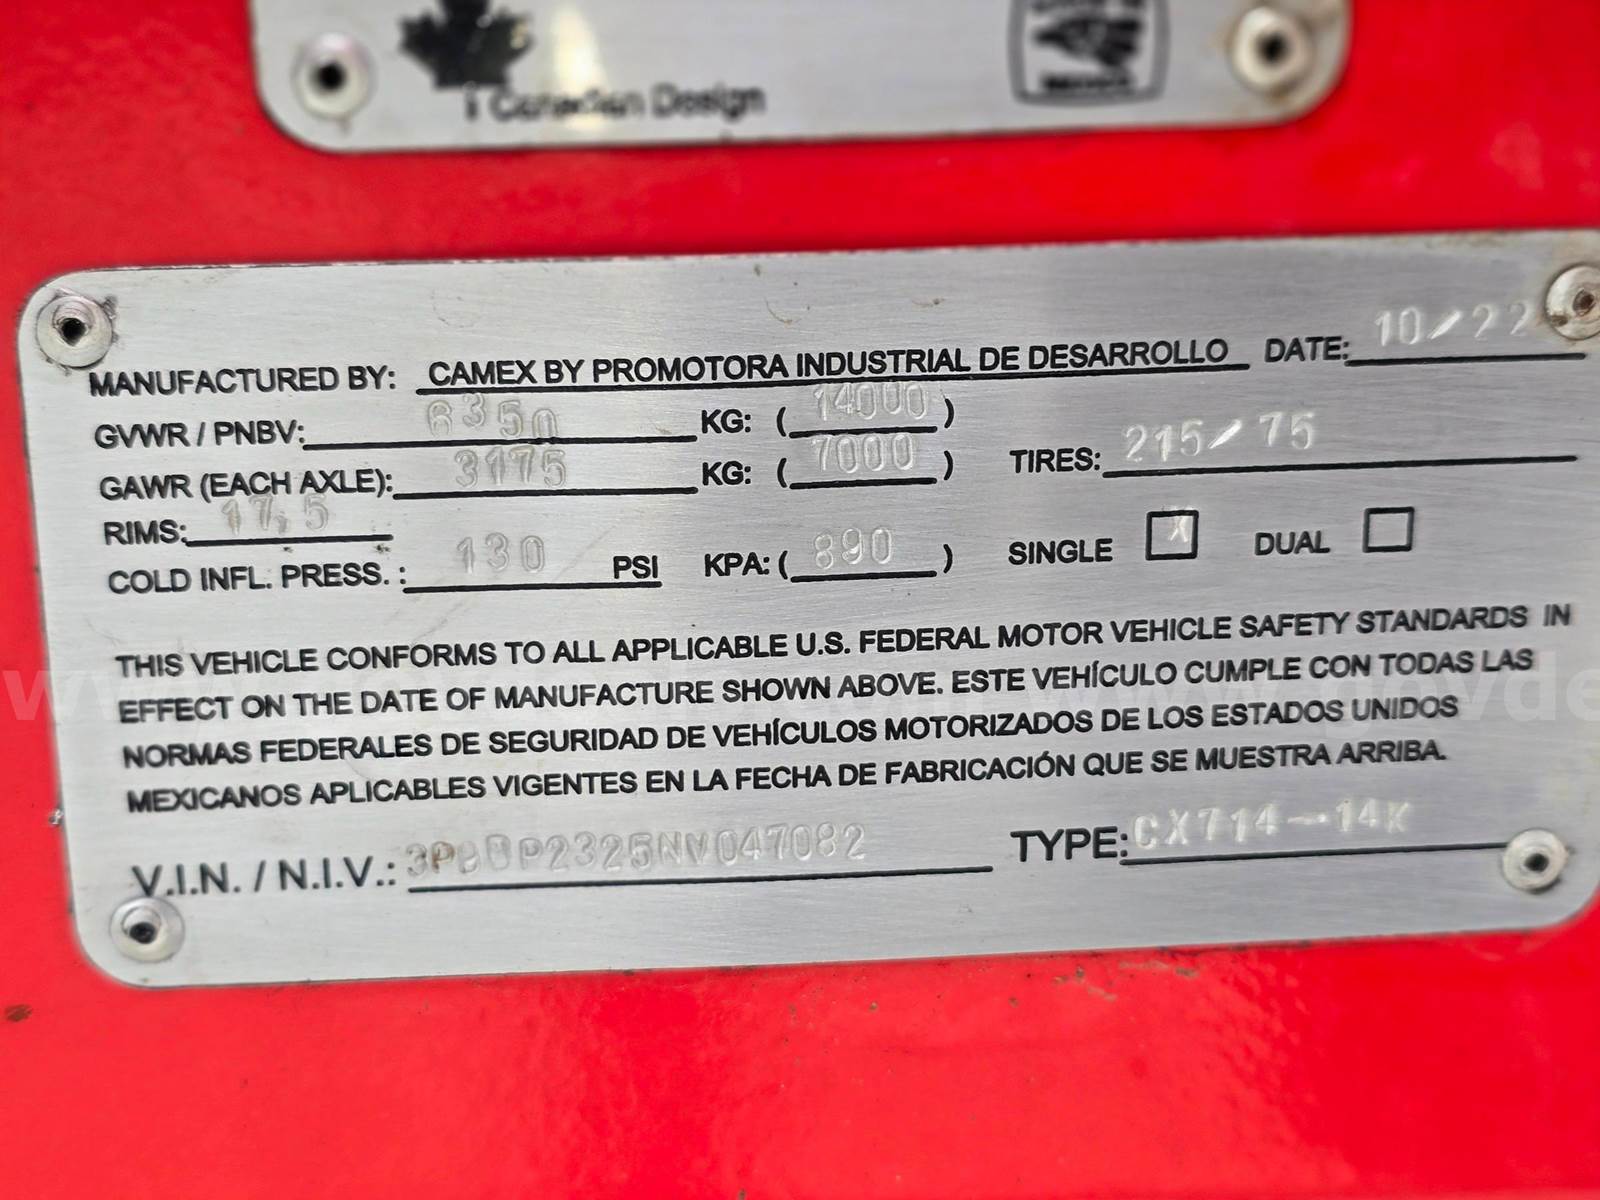 Canadian Design
MANUFACTURED BY: CAMEX BY PROMOTORA INDUSTRIAL DE DESARROLLO DATE: 10/22
GVWR / PNBV: 6350 KG: ( 14000 )
GAWR (EACH AXLE): 3175 KG: ( 7000 ) TIRES: 215/75
RIMS: 17,5
COLD INFL. PRESS. : 130 PSI KPA: ( 890 ) SINGLE X DUAL
THIS VEHICLE CONFORMS TO ALL APPLICABLE U.S. FEDERAL MOTOR VEHICLE SAFETY STANDARDS IN
EFFECT ON THE DATE OF MANUFACTURE SHOWN ABOVE. ESTE VEHÍCULO CUMPLE CON TODAS LAS
NORMAS FEDERALES DE SEGURIDAD DE VEHÍCULOS MOTORIZADOS DE LOS ESTADOS UNIDOS
MEXICANOS APLICABLES VIGENTES EN LA FECHA DE FABRICACIÓN QUE SE MUESTRA ARRIBA.
V.I.N. / N.I.V.: TYPE: CX714-14K